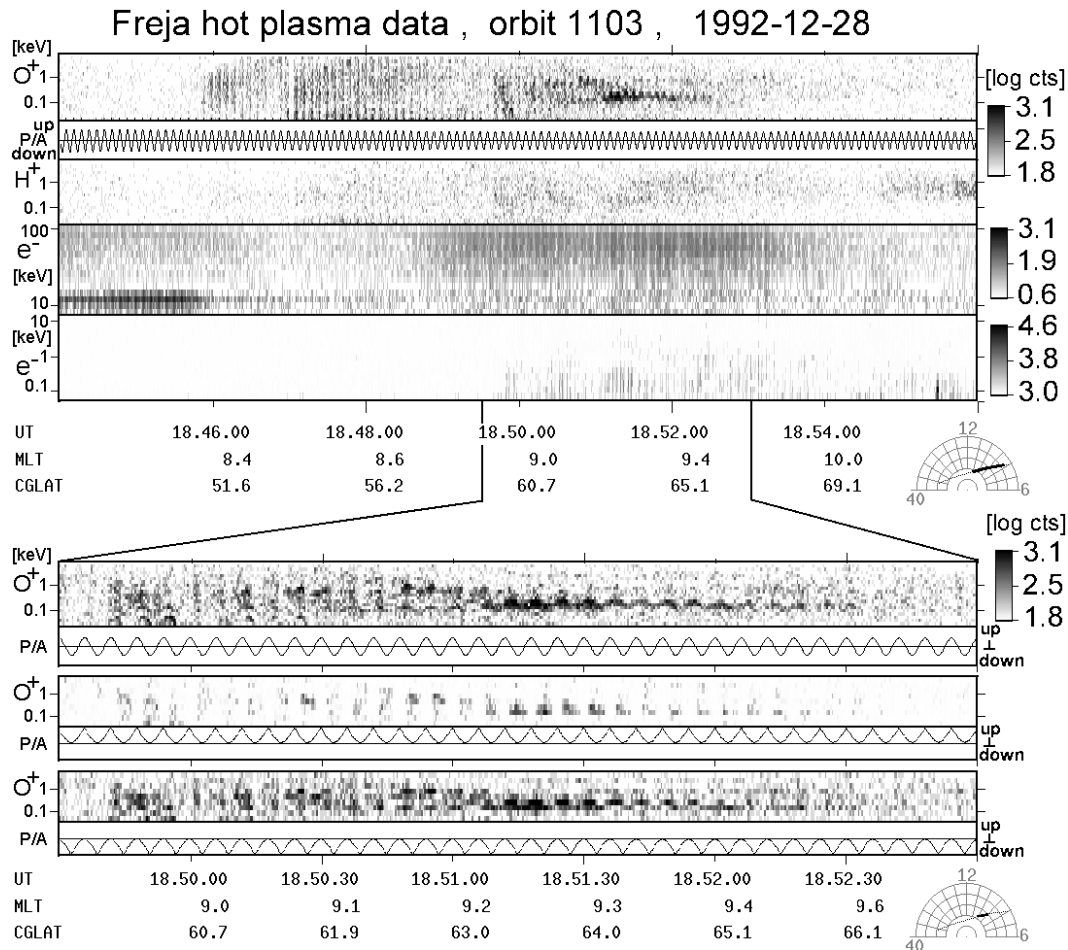 Freja hot plasma data , orbit 1103 , 1992-12-28
[keV]
O+ 1
0.1
[log cts]
3.1
2.5
1.8
up
P/A
down
H+ 1
0.1
100
e-
[keV]
10
3.1
1.9
0.6
10
[keV]
e- 1
0.1
4.6
3.8
3.0
UT 18.46.00 18.48.00 18.50.00 18.52.00 18.54.00
MLT 8.4 8.6 9.0 9.4 10.0
CGLAT 51.6 56.2 60.7 65.1 69.1
12
40 6
[log cts]
3.1
2.5
1.8
[keV]
O+ 1
0.1
P/A up
⊥
down
O+ 1
0.1
P/A up
⊥
down
O+ 1
0.1
P/A up
⊥
down
UT 18.50.00 18.50.30 18.51.00 18.51.30 18.52.00 18.52.30
MLT 9.0 9.1 9.2 9.3 9.4 9.6
CGLAT 60.7 61.9 63.0 64.0 65.1 66.1
12
40 6